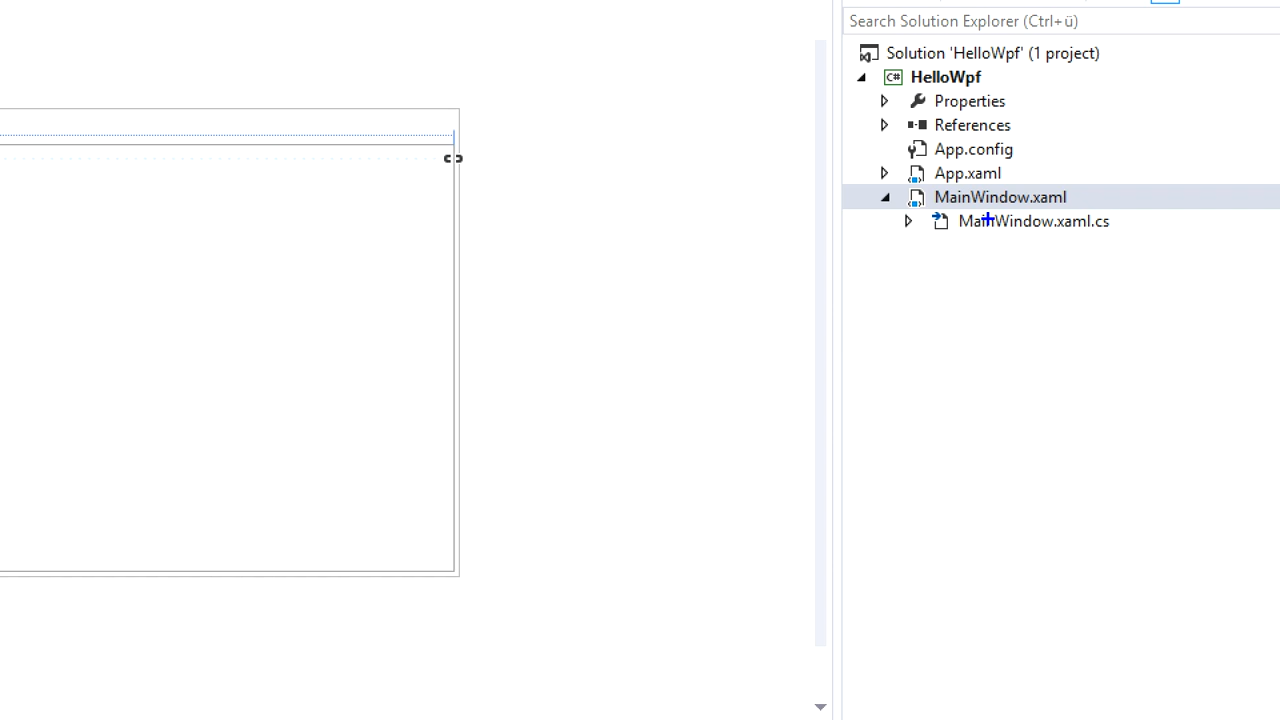 Search Solution Explorer (Ctrl+ü)
Solution 'HelloWpf' (1 project)
C# HelloWpf
Properties
References
App.config
App.xaml
MainWindow.xaml
MainWindow.xaml.cs